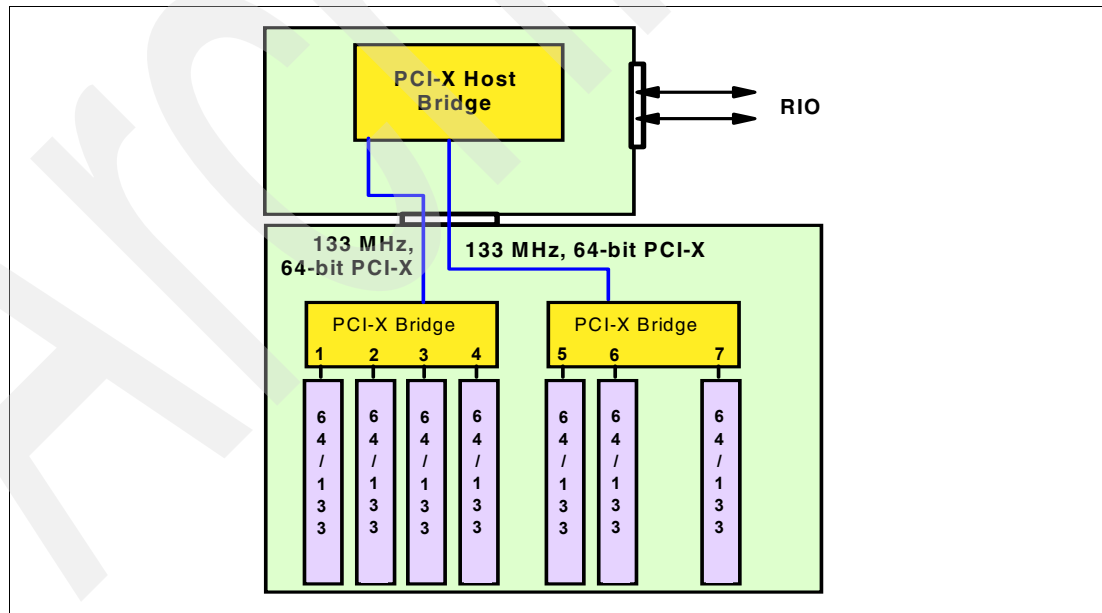 PCI-X Host
Bridge
RIO
133 MHz,
64-bit PCI-X
133 MHz, 64-bit PCI-X
PCI-X Bridge
1 2 3 4
PCI-X Bridge
5 6 7
64/133
64/133
64/133
64/133
64/133
64/133
64/133